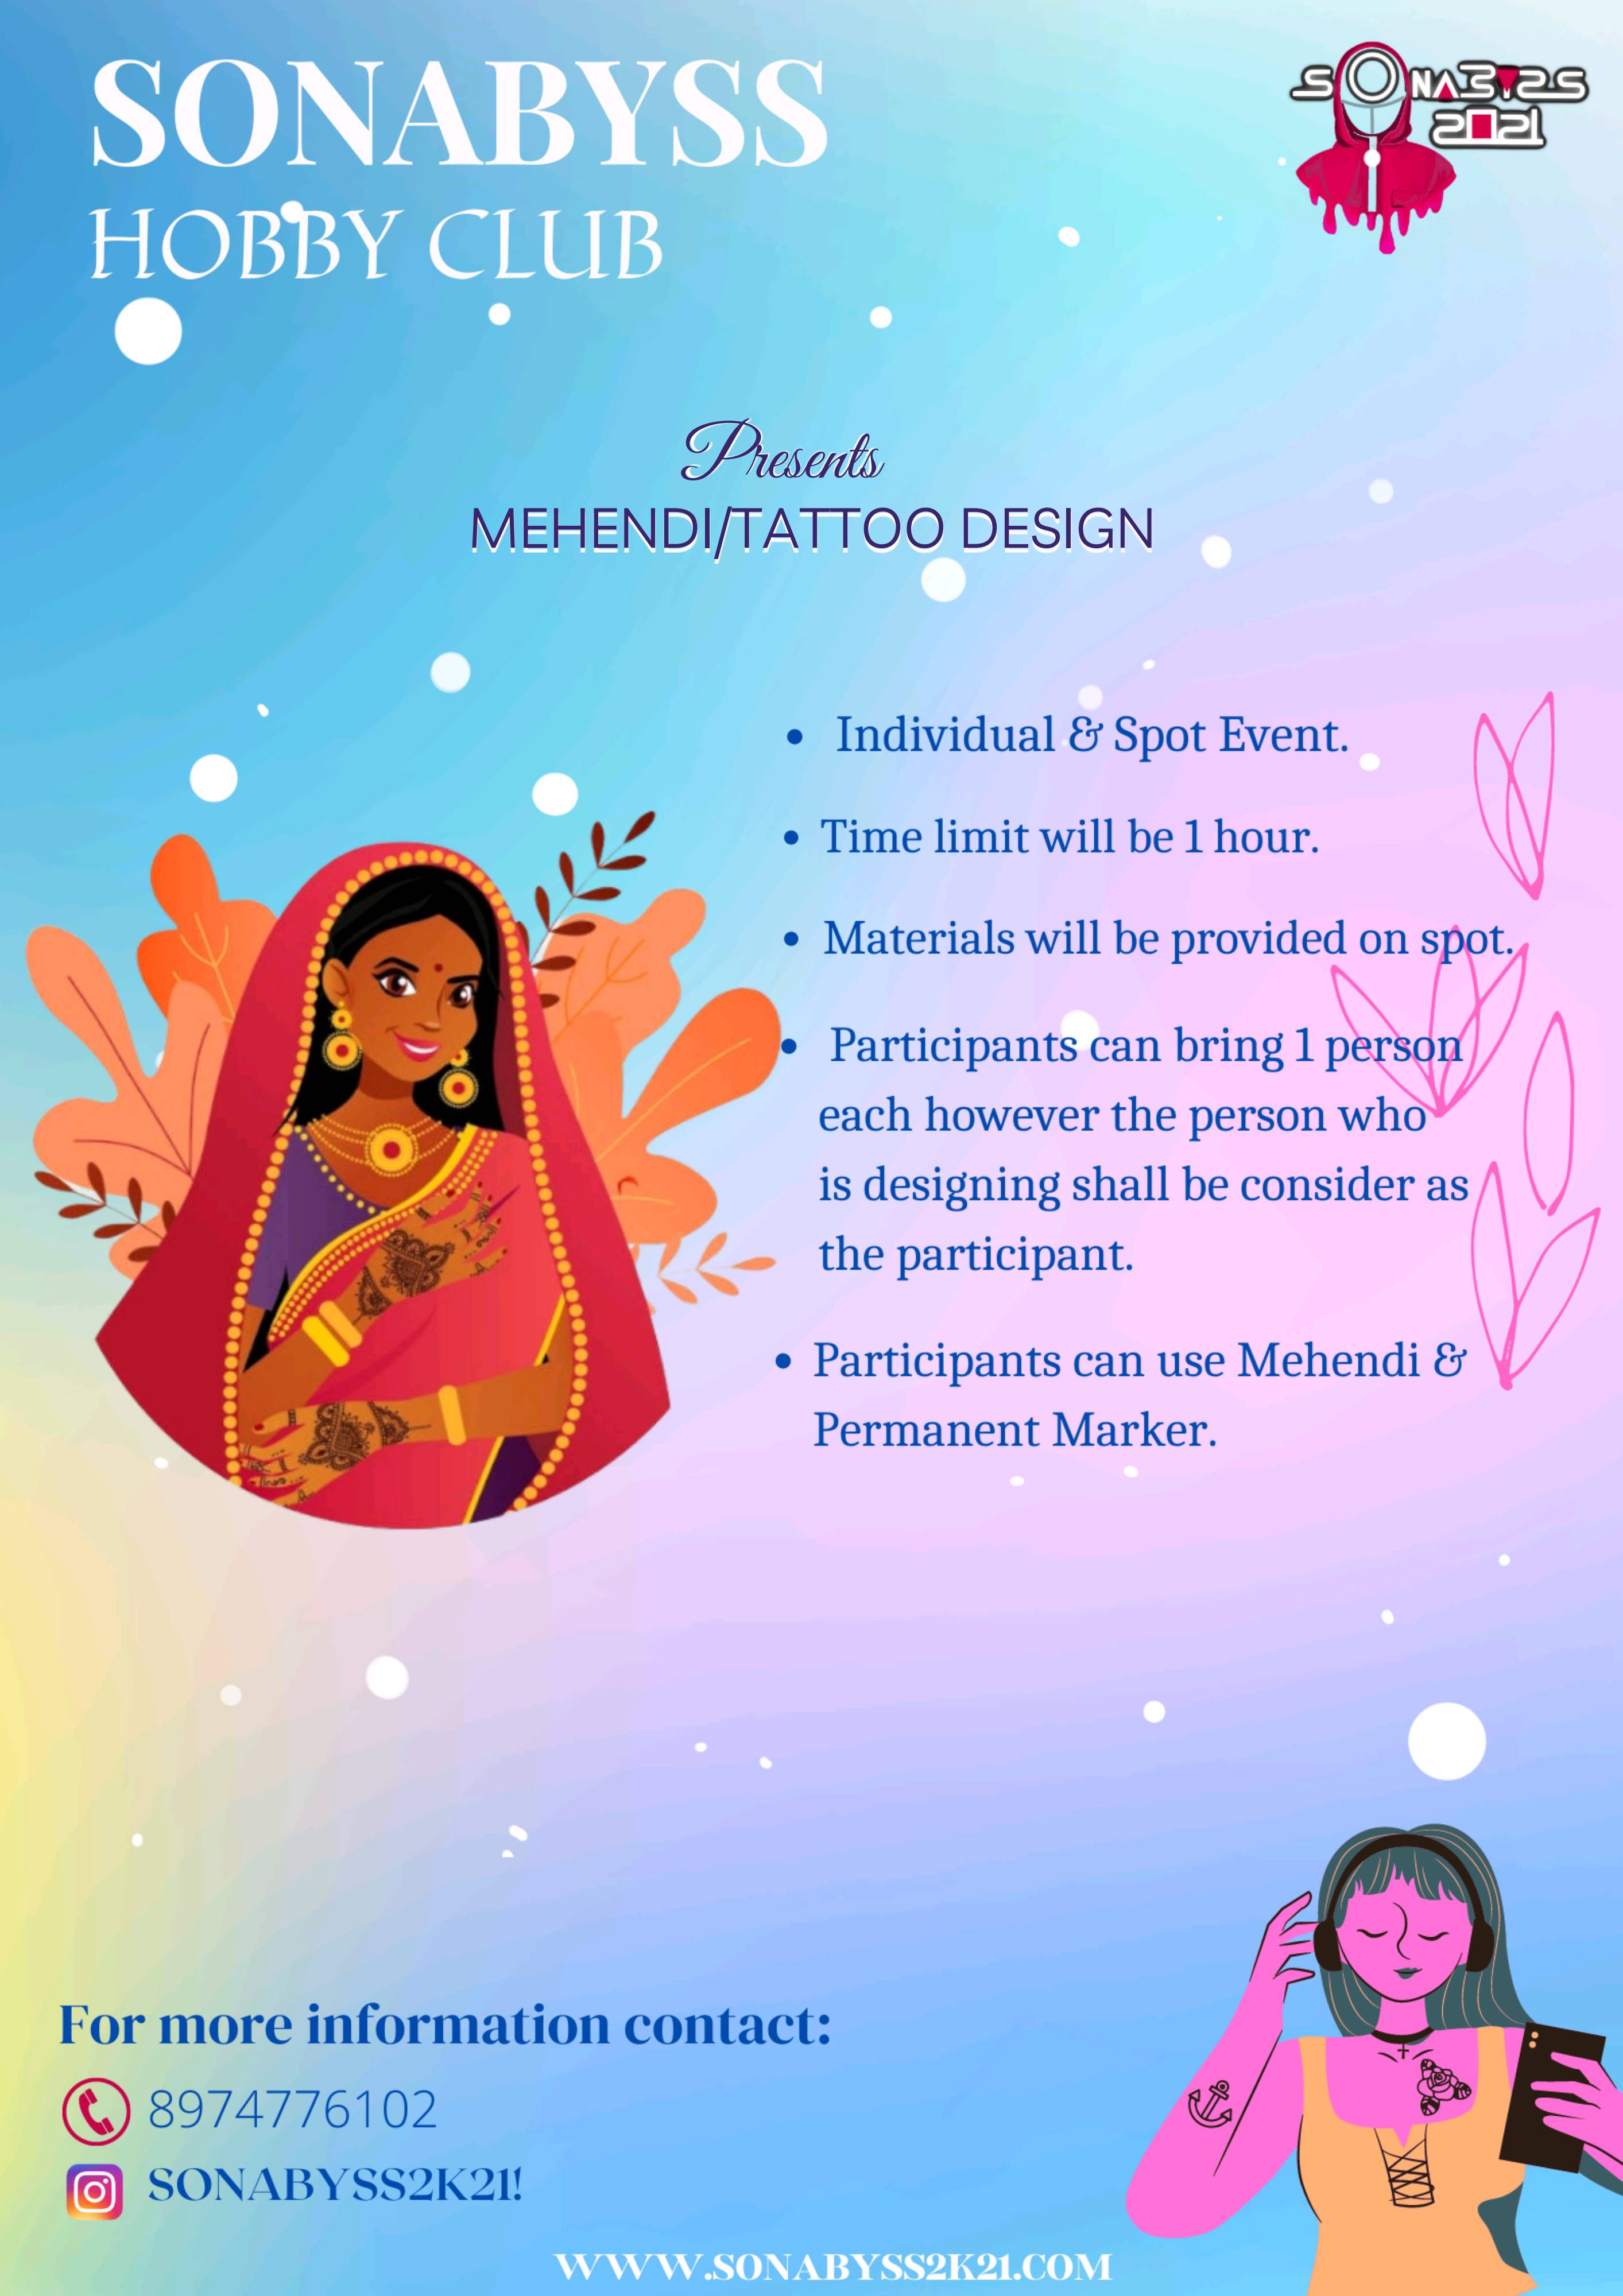 SONABYSS
HOBBY CLUB
SONABYSS
2021
Presents
MEHENDI/TATTOO DESIGN
• Individual & Spot Event.
• Time limit will be 1 hour.
• Materials will be provided on spot.
• Participants can bring 1 person
each however the person who
is designing shall be consider as
the participant.
• Participants can use Mehendi &
Permanent Marker.
For more information contact:
8974776102
SONABYSS2K21!
WWW.SONABYSS2K21.COM